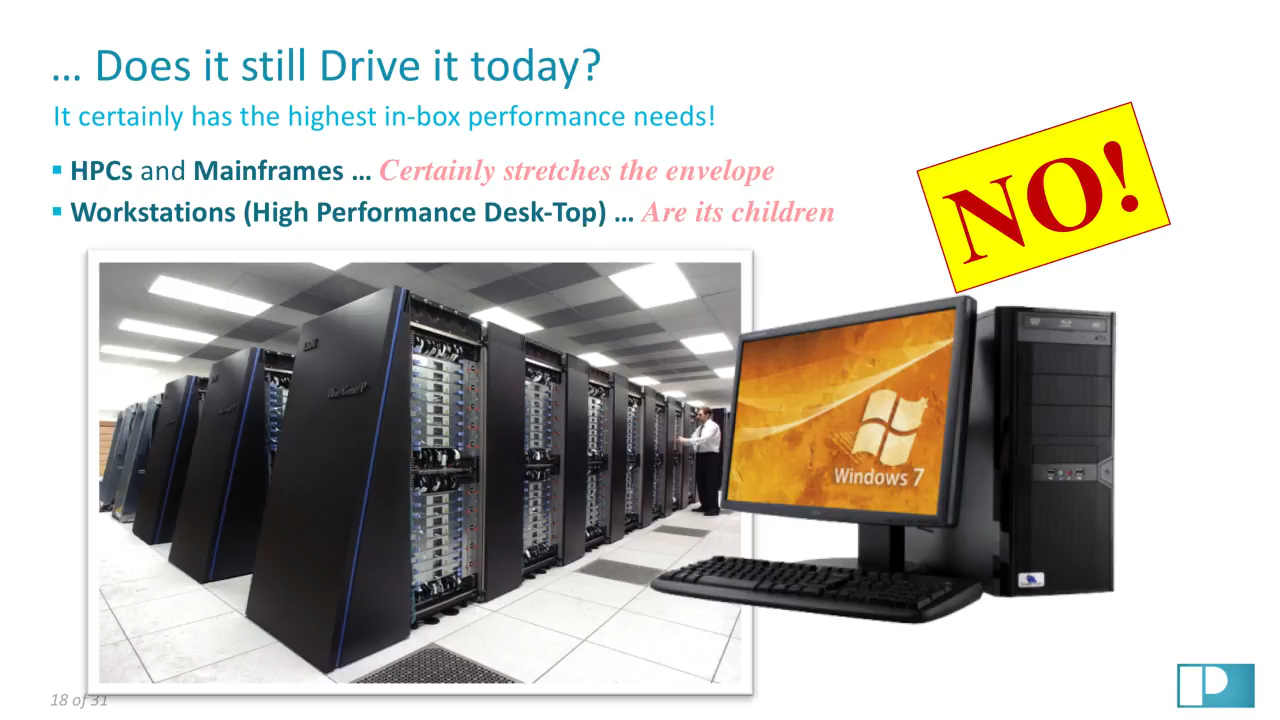 … Does it still Drive it today?
It certainly has the highest in-box performance needs!
▪ HPCs and Mainframes … Certainly stretches the envelope
▪ Workstations (High Performance Desk-Top) … Are its children
NO!
Windows 7
18 of 31